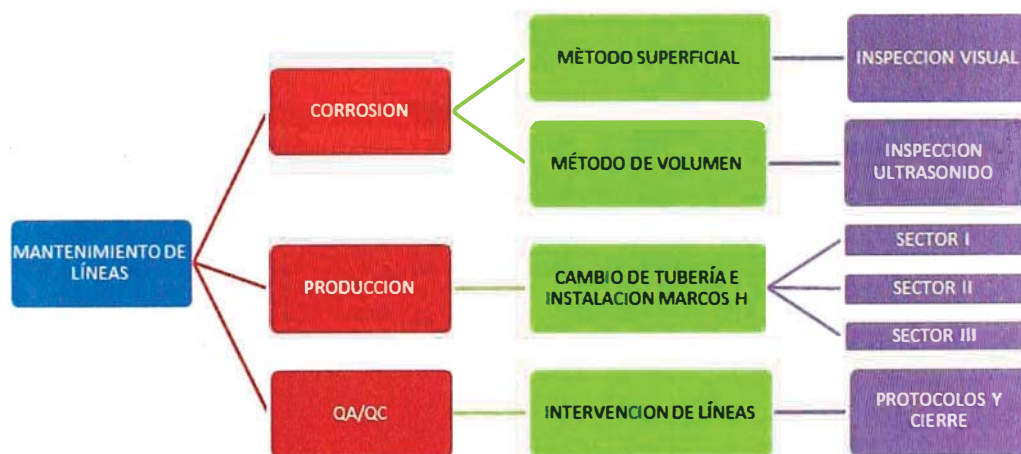 MÈTODO SUPERFICIAL
INSPECCION VISUAL
CORROSION
MÉTODO DE VOLUMEN
INSPECCION
ULTRASONIDO
MANTENIMIENTO DE
LÍNEAS
PRODUCCION
CAMBIO DE TUBERÍA E
INSTALACION MARCOS H
SECTOR I
SECTOR II
SECTOR III
QA/QC
INTERVENCION DE LÍNEAS
PROTOCOLOS Y
CIERRE